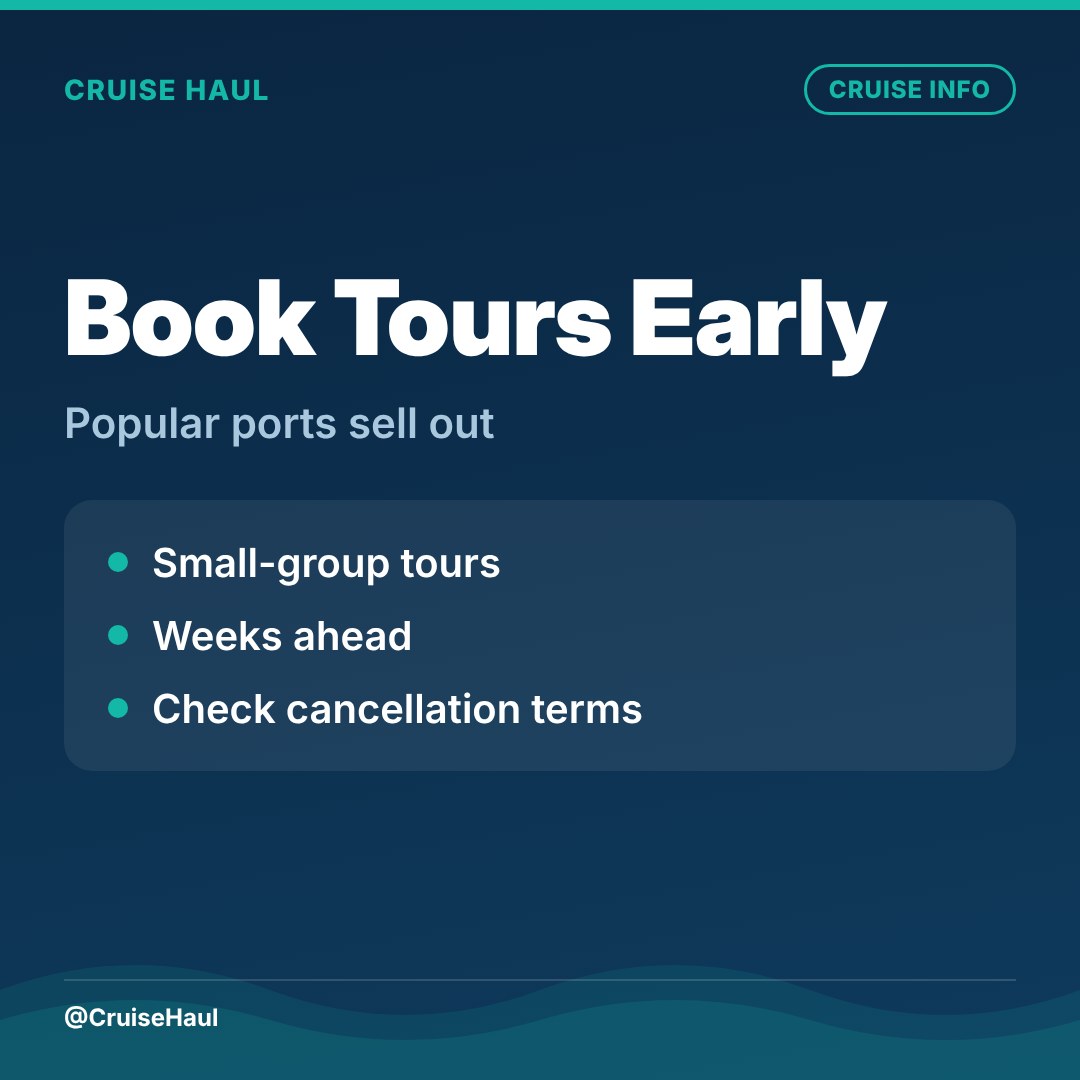 CRUISE HAUL
CRUISE INFO
Book Tours Early
Popular ports sell out
Small-group tours
Weeks ahead
Check cancellation terms
@CruiseHaul